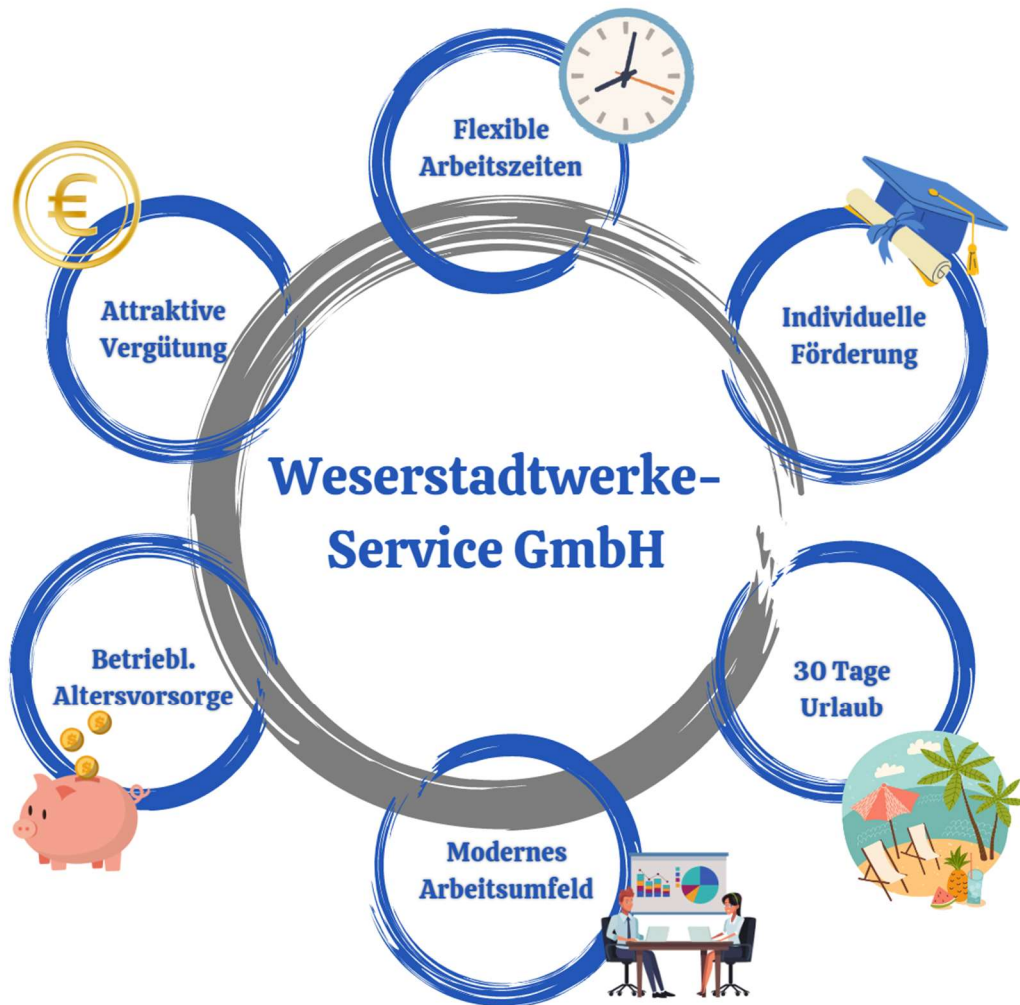 Flexible
Arbeitszeiten
€
Attraktive
Vergütung
Individuelle
Förderung
Weserstadtwerke-
Service GmbH
Betriebl.
Altersvorsorge
30 Tage
Urlaub
Modernes
Arbeitsumfeld